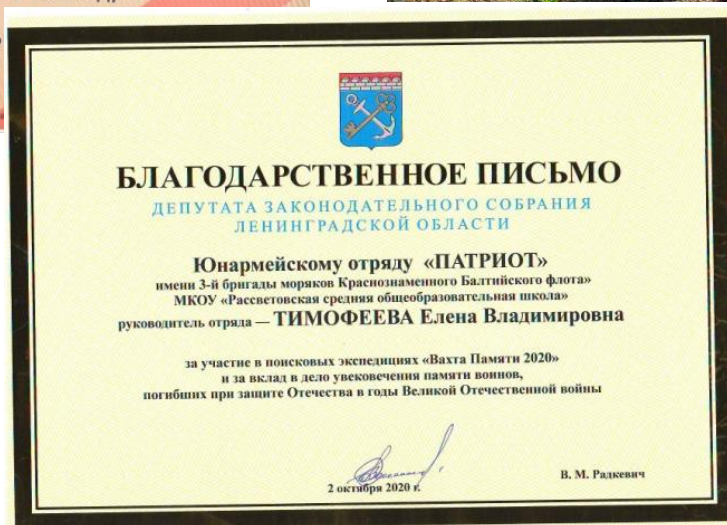 БЛАГОДАРСТВЕННОЕ ПИСЬМО
ДЕПУТАТА ЗАКОНОДАТЕЛЬНОГО СОБРАНИЯ
ЛЕНИНГРАДСКОЙ ОБЛАСТИ
Юнармейскому отряду «ПАТРИОТ»
имени 3-й бригады моряков Краснознаменного Балтийского флота»
МКОУ «Рассветовская средняя общеобразовательная школа»
руководитель отряда — ТИМОФЕЕВА Елена Владимировна
за участие в поисковых экспедициях «Вахта Памяти 2020»
и за вклад в дело увековечения памяти воинов,
погибших при защите Отечества в годы Великой Отечественной войны
2 октября 2020 г.
В. М. Радкевич